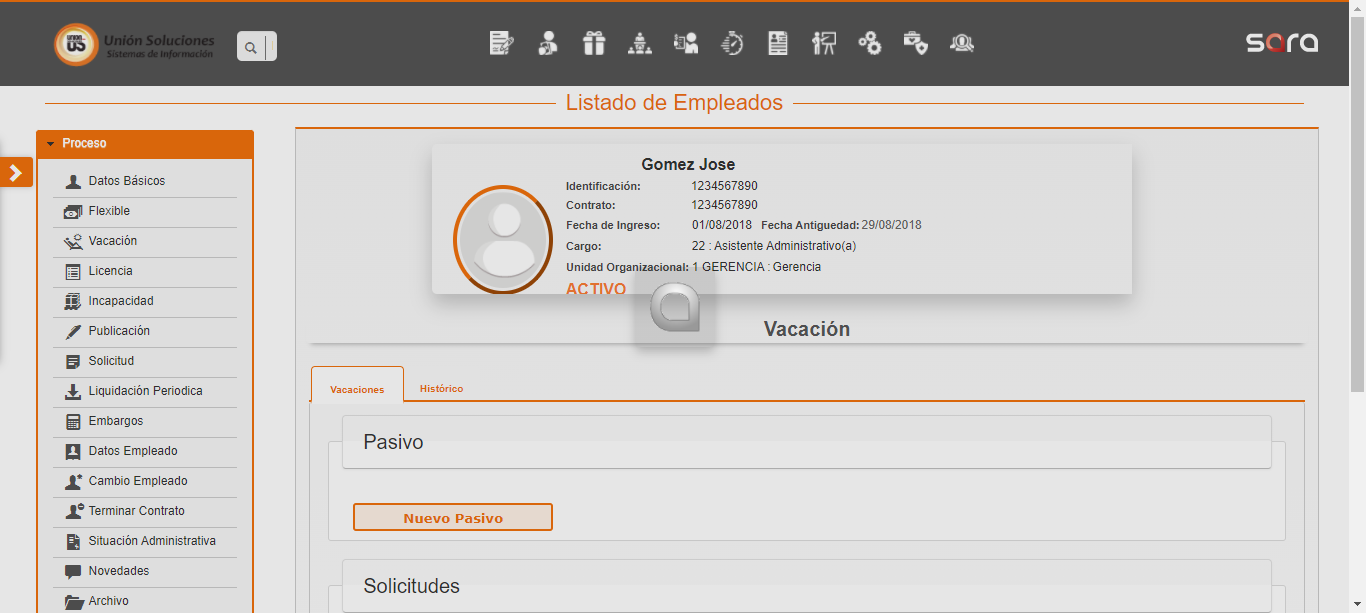 UNION
US
Unión Soluciones
Sistemas de Información
sara
Listado de Empleados
Proceso
Datos Básicos
Flexible
Vacación
Licencia
Incapacidad
Publicación
Solicitud
Liquidación Periodica
Embargos
Datos Empleado
Cambio Empleado
Terminar Contrato
Situación Administrativa
Novedades
Archivo
Gomez Jose
Identificación: 1234567890
Contrato: 1234567890
Fecha de Ingreso: 01/08/2018 Fecha Antiguedad: 29/08/2018
Cargo: 22 : Asistente Administrativo(a)
Unidad Organizacional: 1 GERENCIA : Gerencia
ACTIVO
Vacación
Vacaciones
Histórico
Pasivo
Nuevo Pasivo
Solicitudes